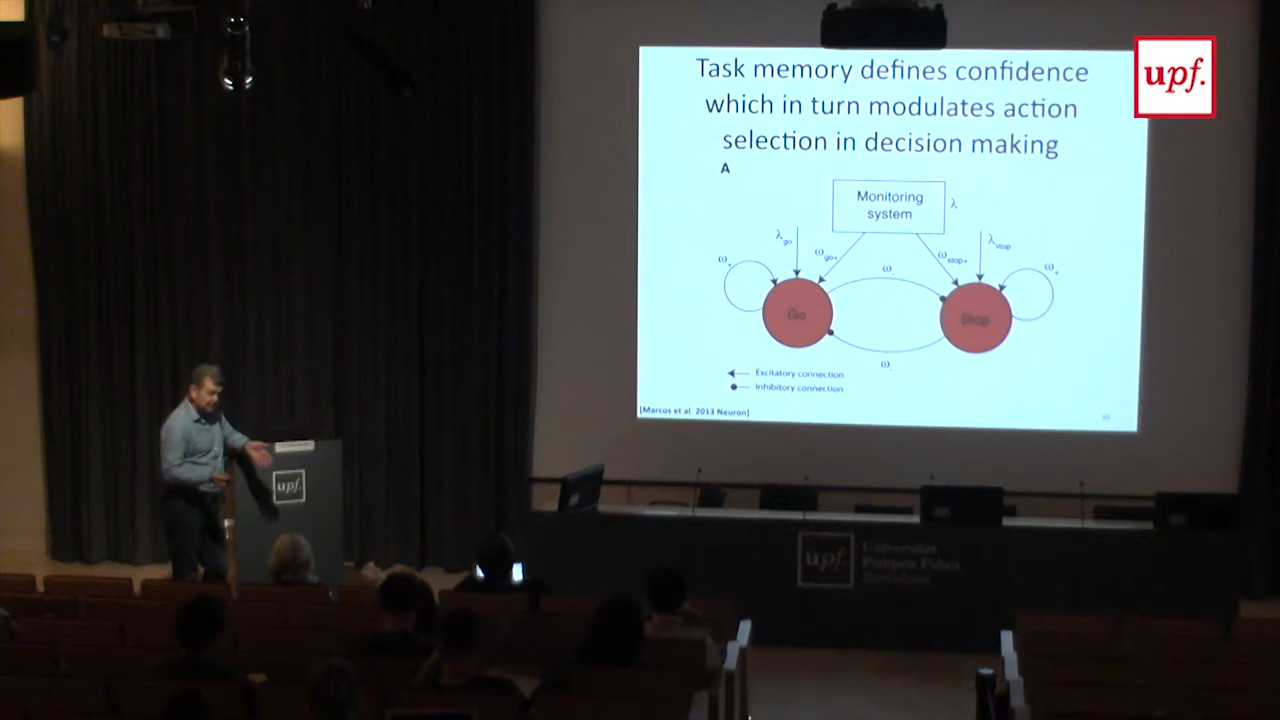 Task memory defines confidence
which in turn modulates action
selection in decision making
upf.
A
Monitoring
system
λ
λgo
ωgo+
ωstop+
λstop
ω+
ω-
ω+
Go
Stop
ω-
Excitatory connection
Inhibitory connection
[Marcos et al. 2013 Neuron]
upf.
upf.
Universitat
Pompeu Fabra
Barcelona